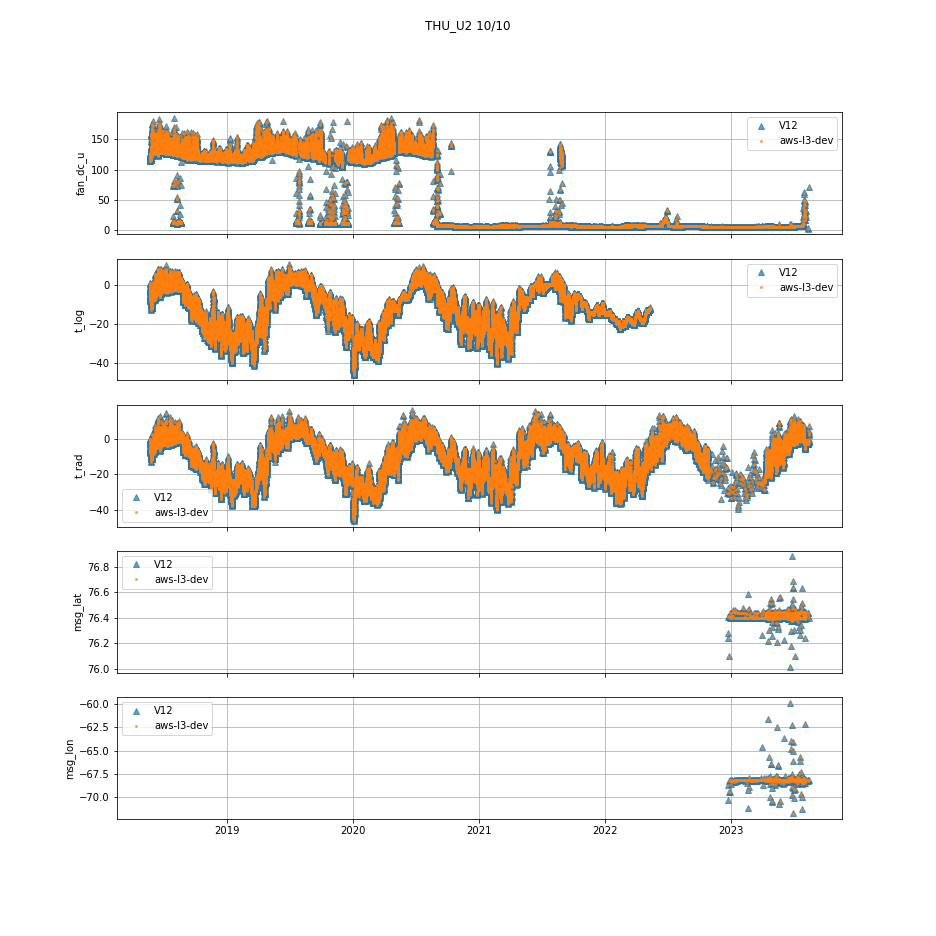 THU_U2 10/10
fan_dc_u
150
100
50
0
V12
aws-l3-dev
t_log
0
−20
−40
V12
aws-l3-dev
t_rad
0
−20
−40
V12
aws-l3-dev
msg_lat
76.8
76.6
76.4
76.2
76.0
V12
aws-l3-dev
msg_lon
−60.0
−62.5
−65.0
−67.5
−70.0
V12
aws-l3-dev
2019 2020 2021 2022 2023